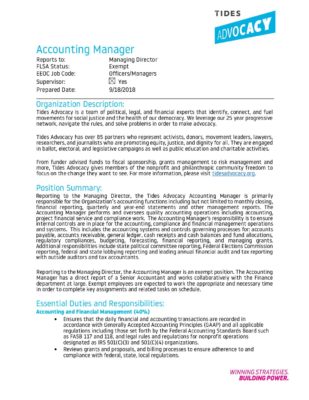 TIDES
ADVOCACY
Accounting Manager
Reports to: Managing Director
FLSA Status: Exempt
EEOC Job Code: Officers/Managers
Supervisor: ☒ Yes
Prepared Date: 9/18/2018
Organization Description:
Tides Advocacy is a team of political, legal, and financial experts that identify, connect, and fuel
movements for social justice and the health of our democracy. We leverage our 25 year progressive
network, navigate the rules, and solve problems in order to make advocacy.
Tides Advocacy has over 85 partners who represent activists, donors, movement leaders, lawyers,
researchers, and journalists who are promoting equity, justice, and dignity for all. They are engaged
in ballot, electoral, and legislative campaigns as well as public education and charitable activities.
From funder advised funds to fiscal sponsorship, grants management to risk management and
more, Tides Advocacy gives members of the nonprofit and philanthropic community freedom to
focus on the change they want to see. For more information, please visit tidesadvocacy.org.
Position Summary:
Reporting to the Managing Director, the Tides Advocacy Accounting Manager is primarily
responsible for the Organization's accounting functions including but not limited to monthly closing,
financial reporting, quarterly and year-end statements and other management reports. The
Accounting Manager performs and oversees quality accounting operations including accounting,
project financial service and compliance work. The Accounting Manager's responsibility is to ensure
internal controls are in place for the accounting, compliance and financial management operations
and systems. This includes the accounting systems and controls governing processes for: accounts
payable, accounts receivable, general ledger, cash receipts and cash balances and fund allocations,
regulatory compliances, budgeting, forecasting, financial reporting, and managing grants.
Additional responsibilities include state political committee reporting, Federal Elections Commission
reporting, federal and state lobbying reporting and leading annual financial audit and tax reporting
with outside auditors and tax accountants.
Reporting to the Managing Director, the Accounting Manager is an exempt position. The Accounting
Manager has a direct report of a Senior Accountant and works collaboratively with the Finance
department at large. Exempt employees are expected to work the appropriate and necessary time
in order to complete key assignments and related tasks on schedule.
Essential Duties and Responsibilities:
Accounting and Financial Management (40%)
• Ensures that the daily financial and accounting transactions are recorded in
accordance with Generally Accepted Accounting Principles (GAAP) and all applicable
regulations including those set forth by the Federal Accounting Standards Board such
as FASB 117 and 118, and legal rules and regulations for nonprofit operations
designated as IRS 501(C)(3) and 501(C)(4) organizations.
• Reviews grants and proposals, and billing processes to ensure adherence to and
compliance with federal, state, local regulations.
WINNING STRATEGIES.
BUILDING POWER.